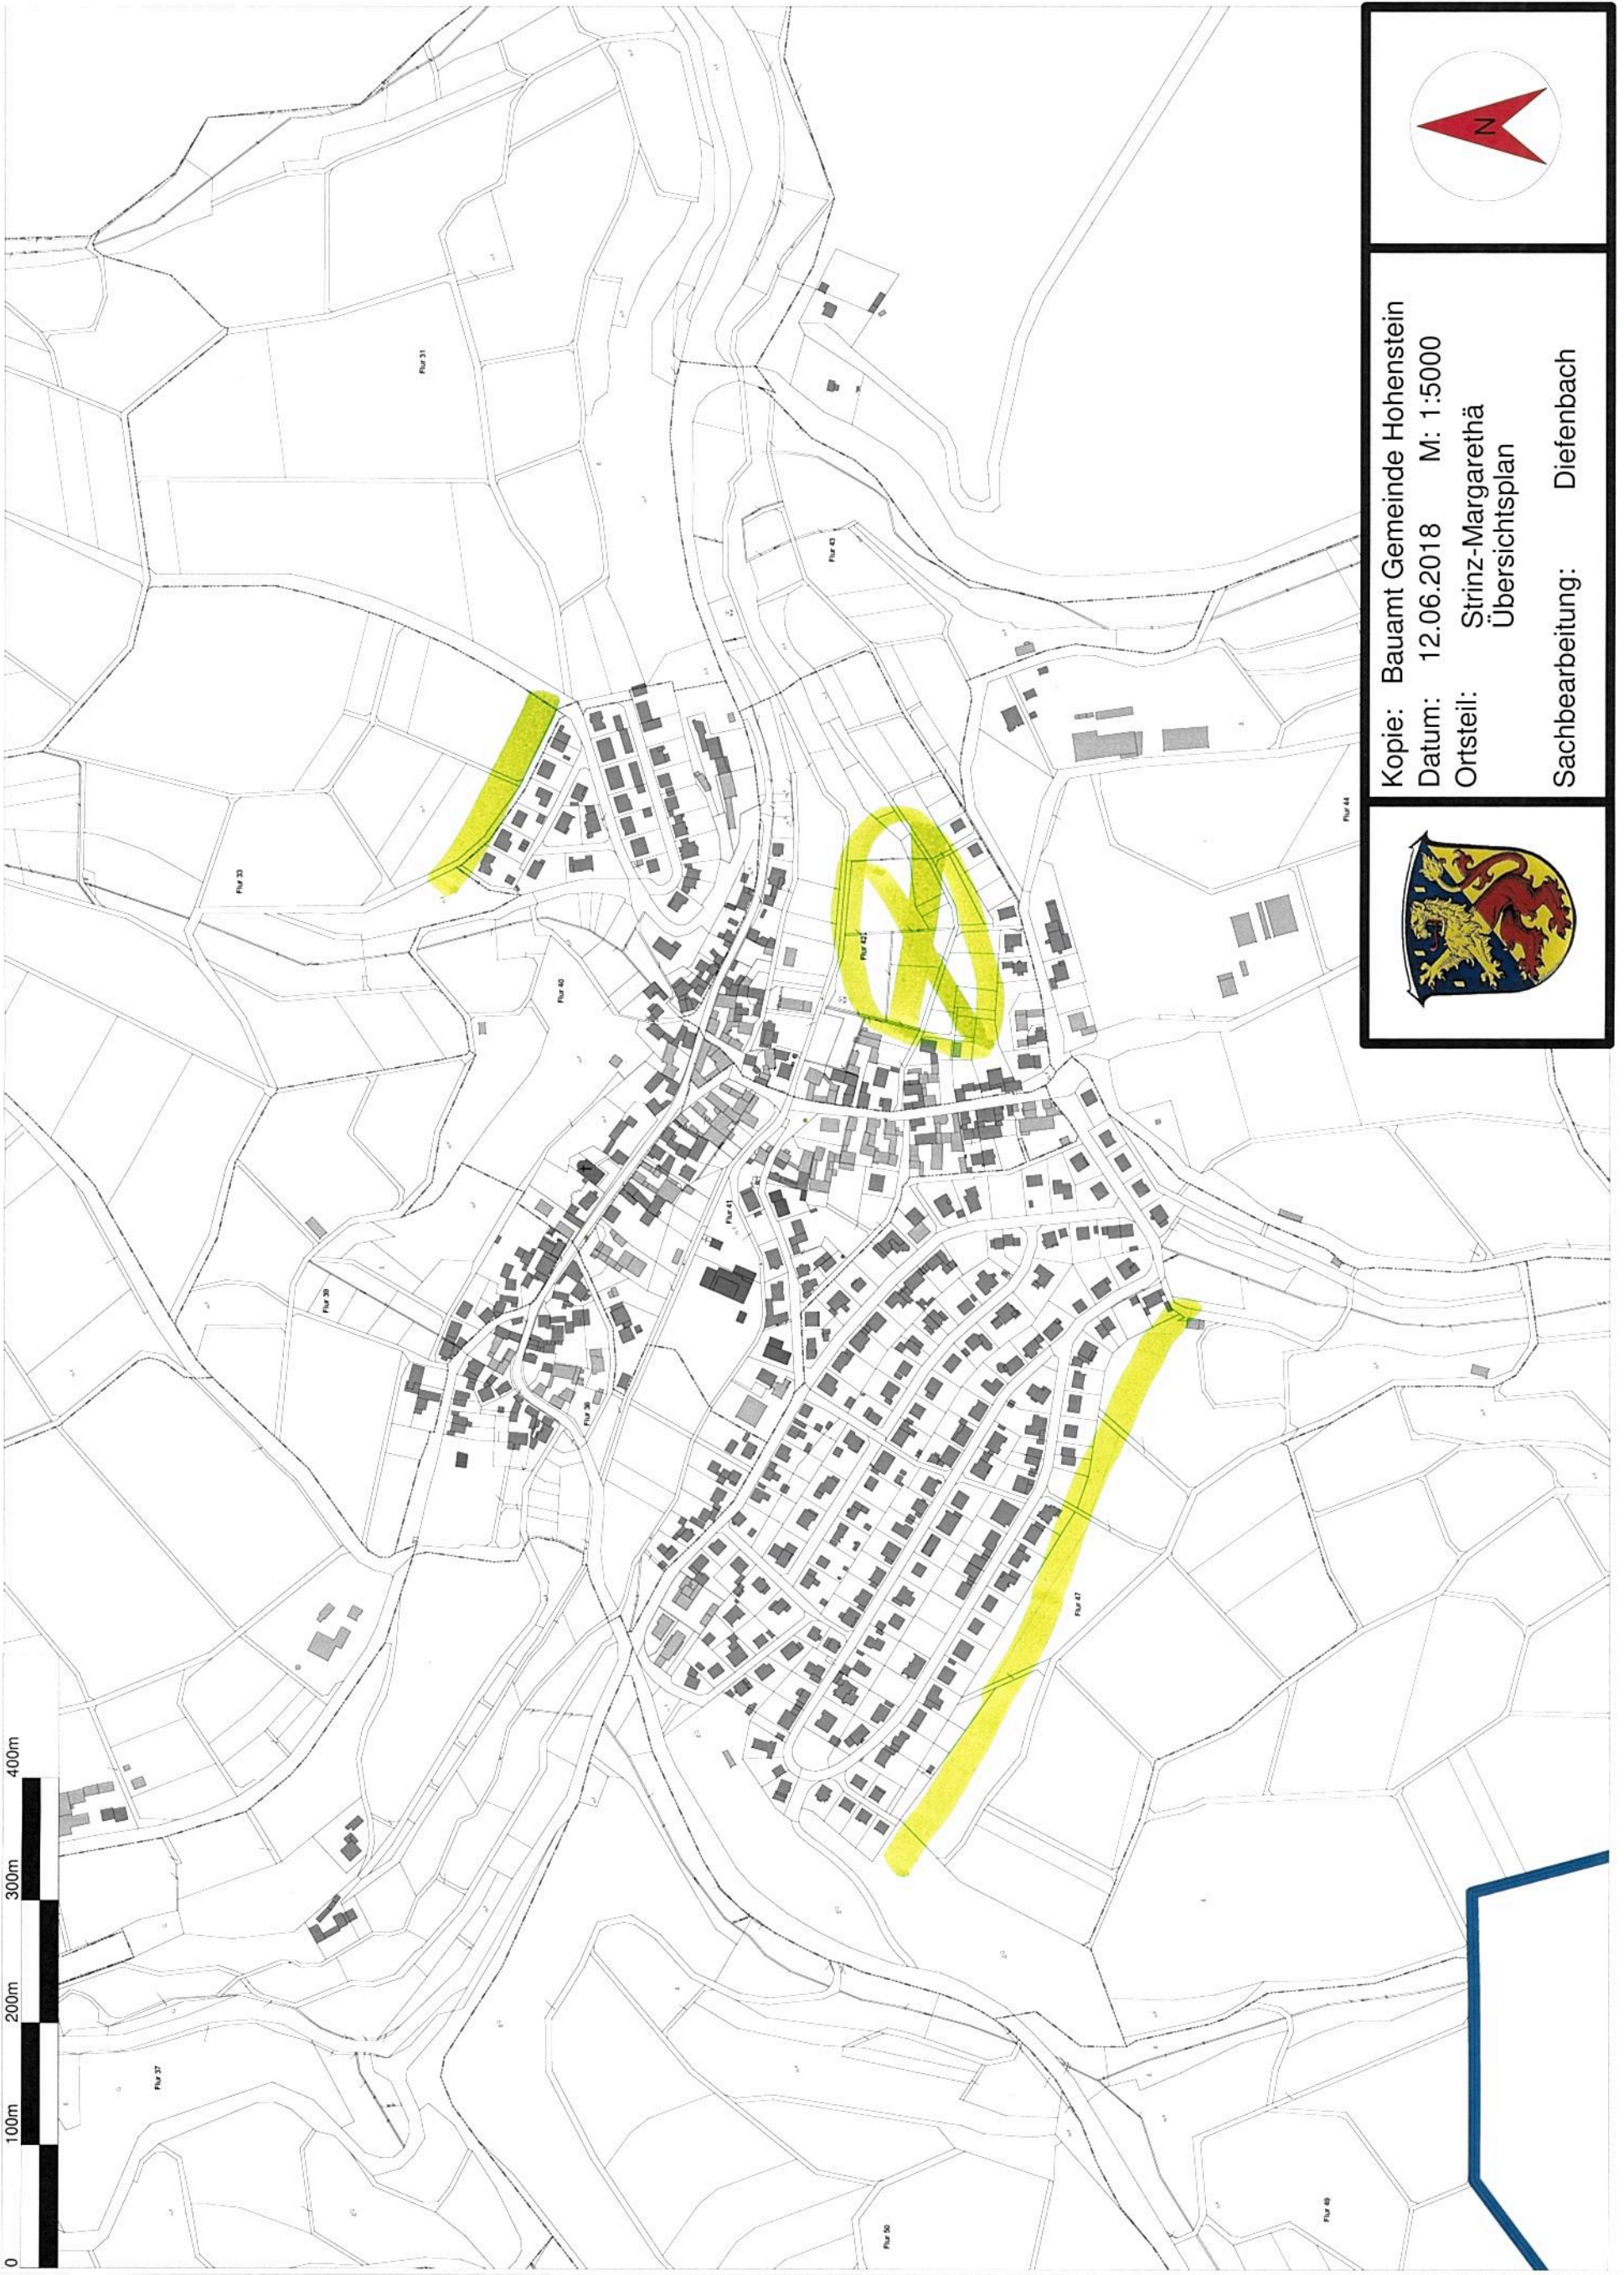 Kopie: Bauamt Gemeinde Hohenstein
Datum: 12.06.2018 M: 1:5000
Ortsteil: Strinz-Margarethä
Übersichtsplan
Sachbearbeitung: Diefenbach
N
0 100m 200m 300m 400m
Flur 37
Flur 39
Flur 33
Flur 31
Flur 40
Flur 38
Flur 41
Flur 42
Flur 43
Flur 50
Flur 47
Flur 49
Flur 44